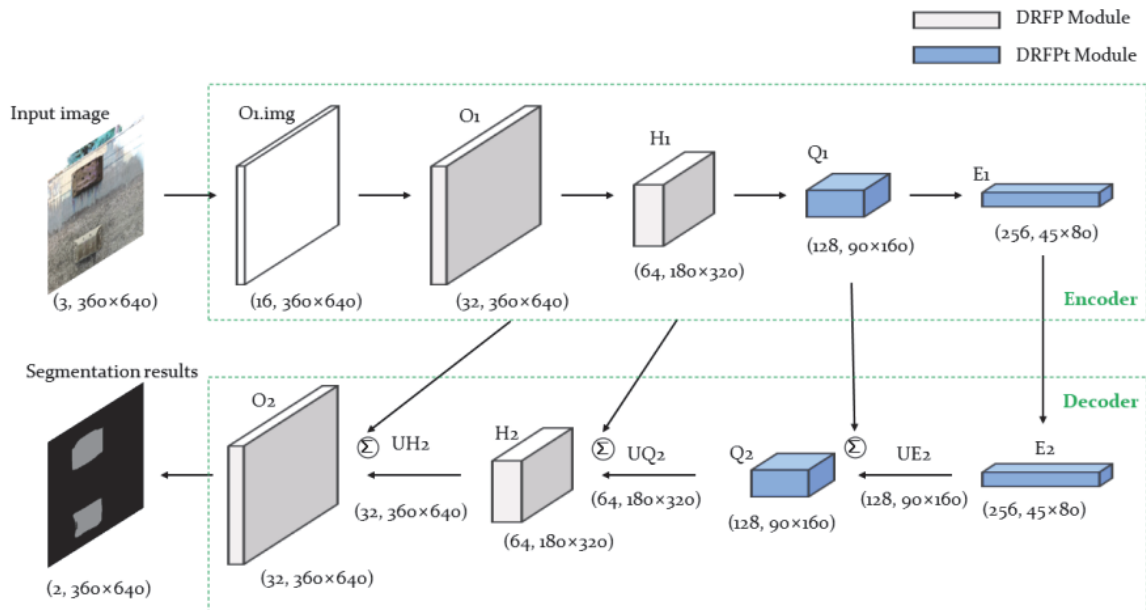 DRFP Module
DRFPt Module
Input image
O1.img
O1
H1
Q1
E1
(3, 360×640)
(16, 360×640)
(32, 360×640)
(64, 180×320)
(128, 90×160)
(256, 45×80)
Encoder
Segmentation results
Decoder
O2
UH2
H2
UQ2
Q2
UE2
E2
(2, 360×640)
(32, 360×640)
(32, 360×640)
(64, 180×320)
(64, 180×320)
(128, 90×160)
(128, 90×160)
(256, 45×80)
Σ
Σ
Σ